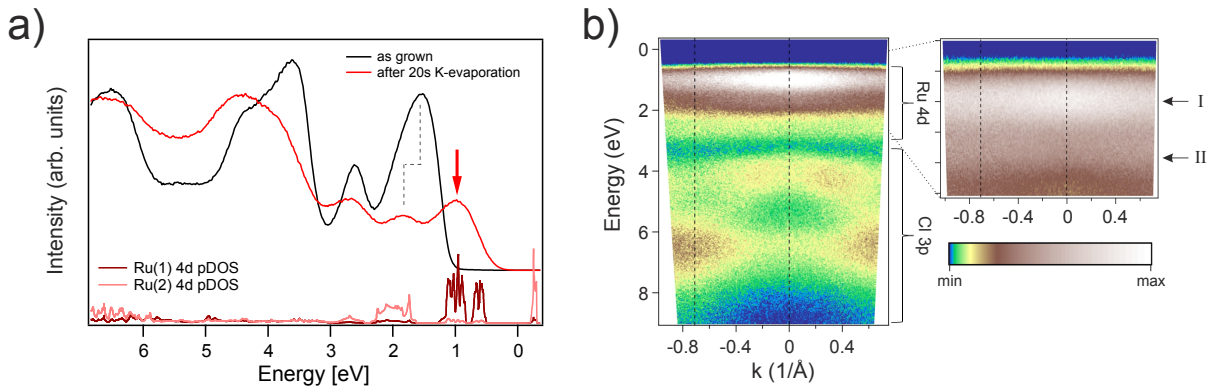 a)
as grown
after 20s K-evaporation
Intensity (arb. units)
Ru(1) 4d pDOS
Ru(2) 4d pDOS
6 5 4 3 2 1 0
Energy [eV]
b)
0
2
4
6
8
Energy (eV)
-0.8 -0.4 0 0.4
k (1/Å)
Ru 4d
Cl 3p
I
II
-0.8 -0.4 0 0.4
min max